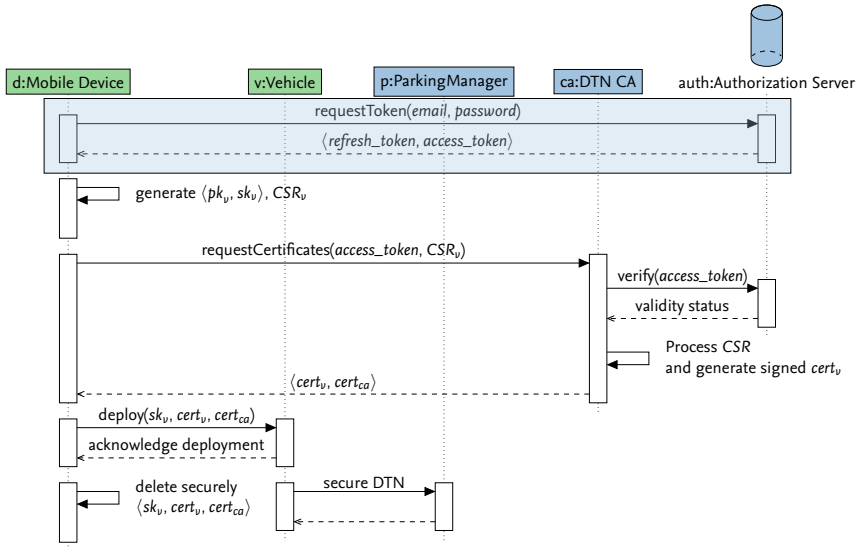 d:Mobile Device
v:Vehicle
p:ParkingManager
ca:DTN CA
auth:Authorization Server
requestToken(email, password)
⟨refresh_token, access_token⟩
generate ⟨pkᵥ, skᵥ⟩, CSRᵥ
requestCertificates(access_token, CSRᵥ)
verify(access_token)
validity status
Process CSR
and generate signed certᵥ
⟨certᵥ, cert_ca⟩
deploy(skᵥ, certᵥ, cert_ca)
acknowledge deployment
delete securely
⟨skᵥ, certᵥ, cert_ca⟩
secure DTN